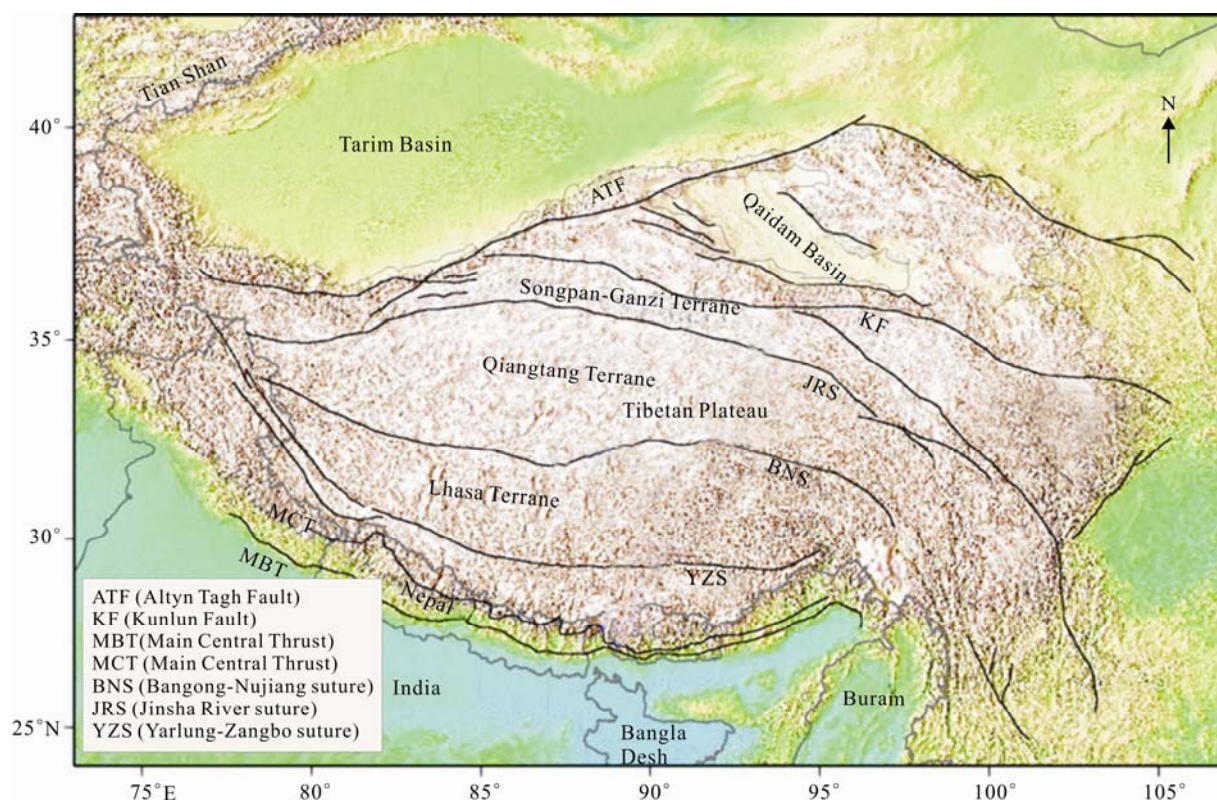 Tian Shan
N
40°
Tarim Basin
ATF
Qaidam Basin
Songpan-Ganzi Terrane
KF
35°
Qiangtang Terrane
JRS
Tibetan Plateau
BNS
Lhasa Terrane
MCT
30°
MBT
YZS
Nepal
ATF (Altyn Tagh Fault)
KF (Kunlun Fault)
MBT(Main Central Thrust)
MCT (Main Central Thrust)
BNS (Bangong-Nujiang suture)
JRS (Jinsha River suture)
YZS (Yarlung-Zangbo suture)
India
Buram
Bangla
Desh
25°N
75°E
80°
85°
90°
95°
100°
105°